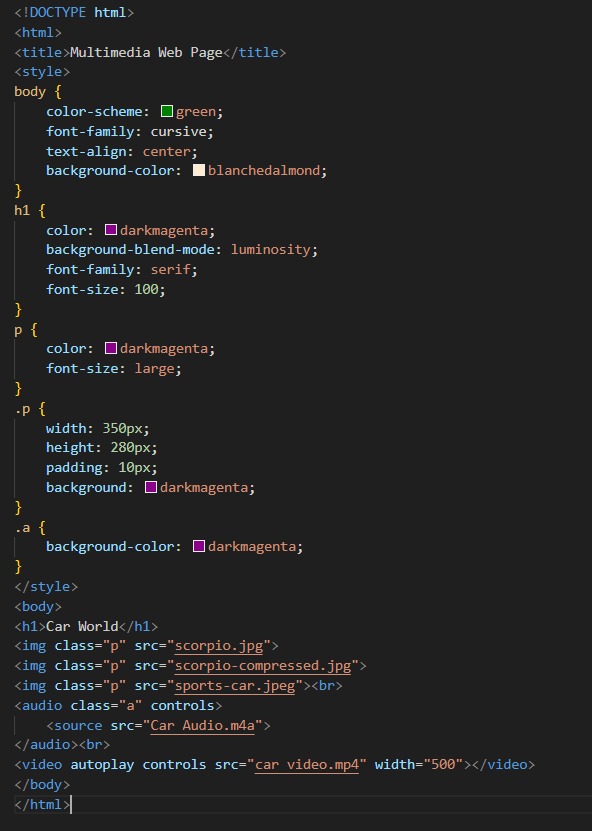 <!DOCTYPE html>
<html>
<title>Multimedia Web Page</title>
<style>
body {
    color-scheme: green;
    font-family: cursive;
    text-align: center;
    background-color: blanchedalmond;
}
h1 {
    color: darkmagenta;
    background-blend-mode: luminosity;
    font-family: serif;
    font-size: 100;
}
p {
    color: darkmagenta;
    font-size: large;
}
.p {
    width: 350px;
    height: 280px;
    padding: 10px;
    background: darkmagenta;
}
.a {
    background-color: darkmagenta;
}
</style>
<body>
<h1>Car World</h1>
<img class="p" src="scorpio.jpg">
<img class="p" src="scorpio-compressed.jpg">
<img class="p" src="sports-car.jpeg"><br>
<audio class="a" controls>
    <source src="Car Audio.m4a">
</audio><br>
<video autoplay controls src="car video.mp4" width="500"></video>
</body>
</html>